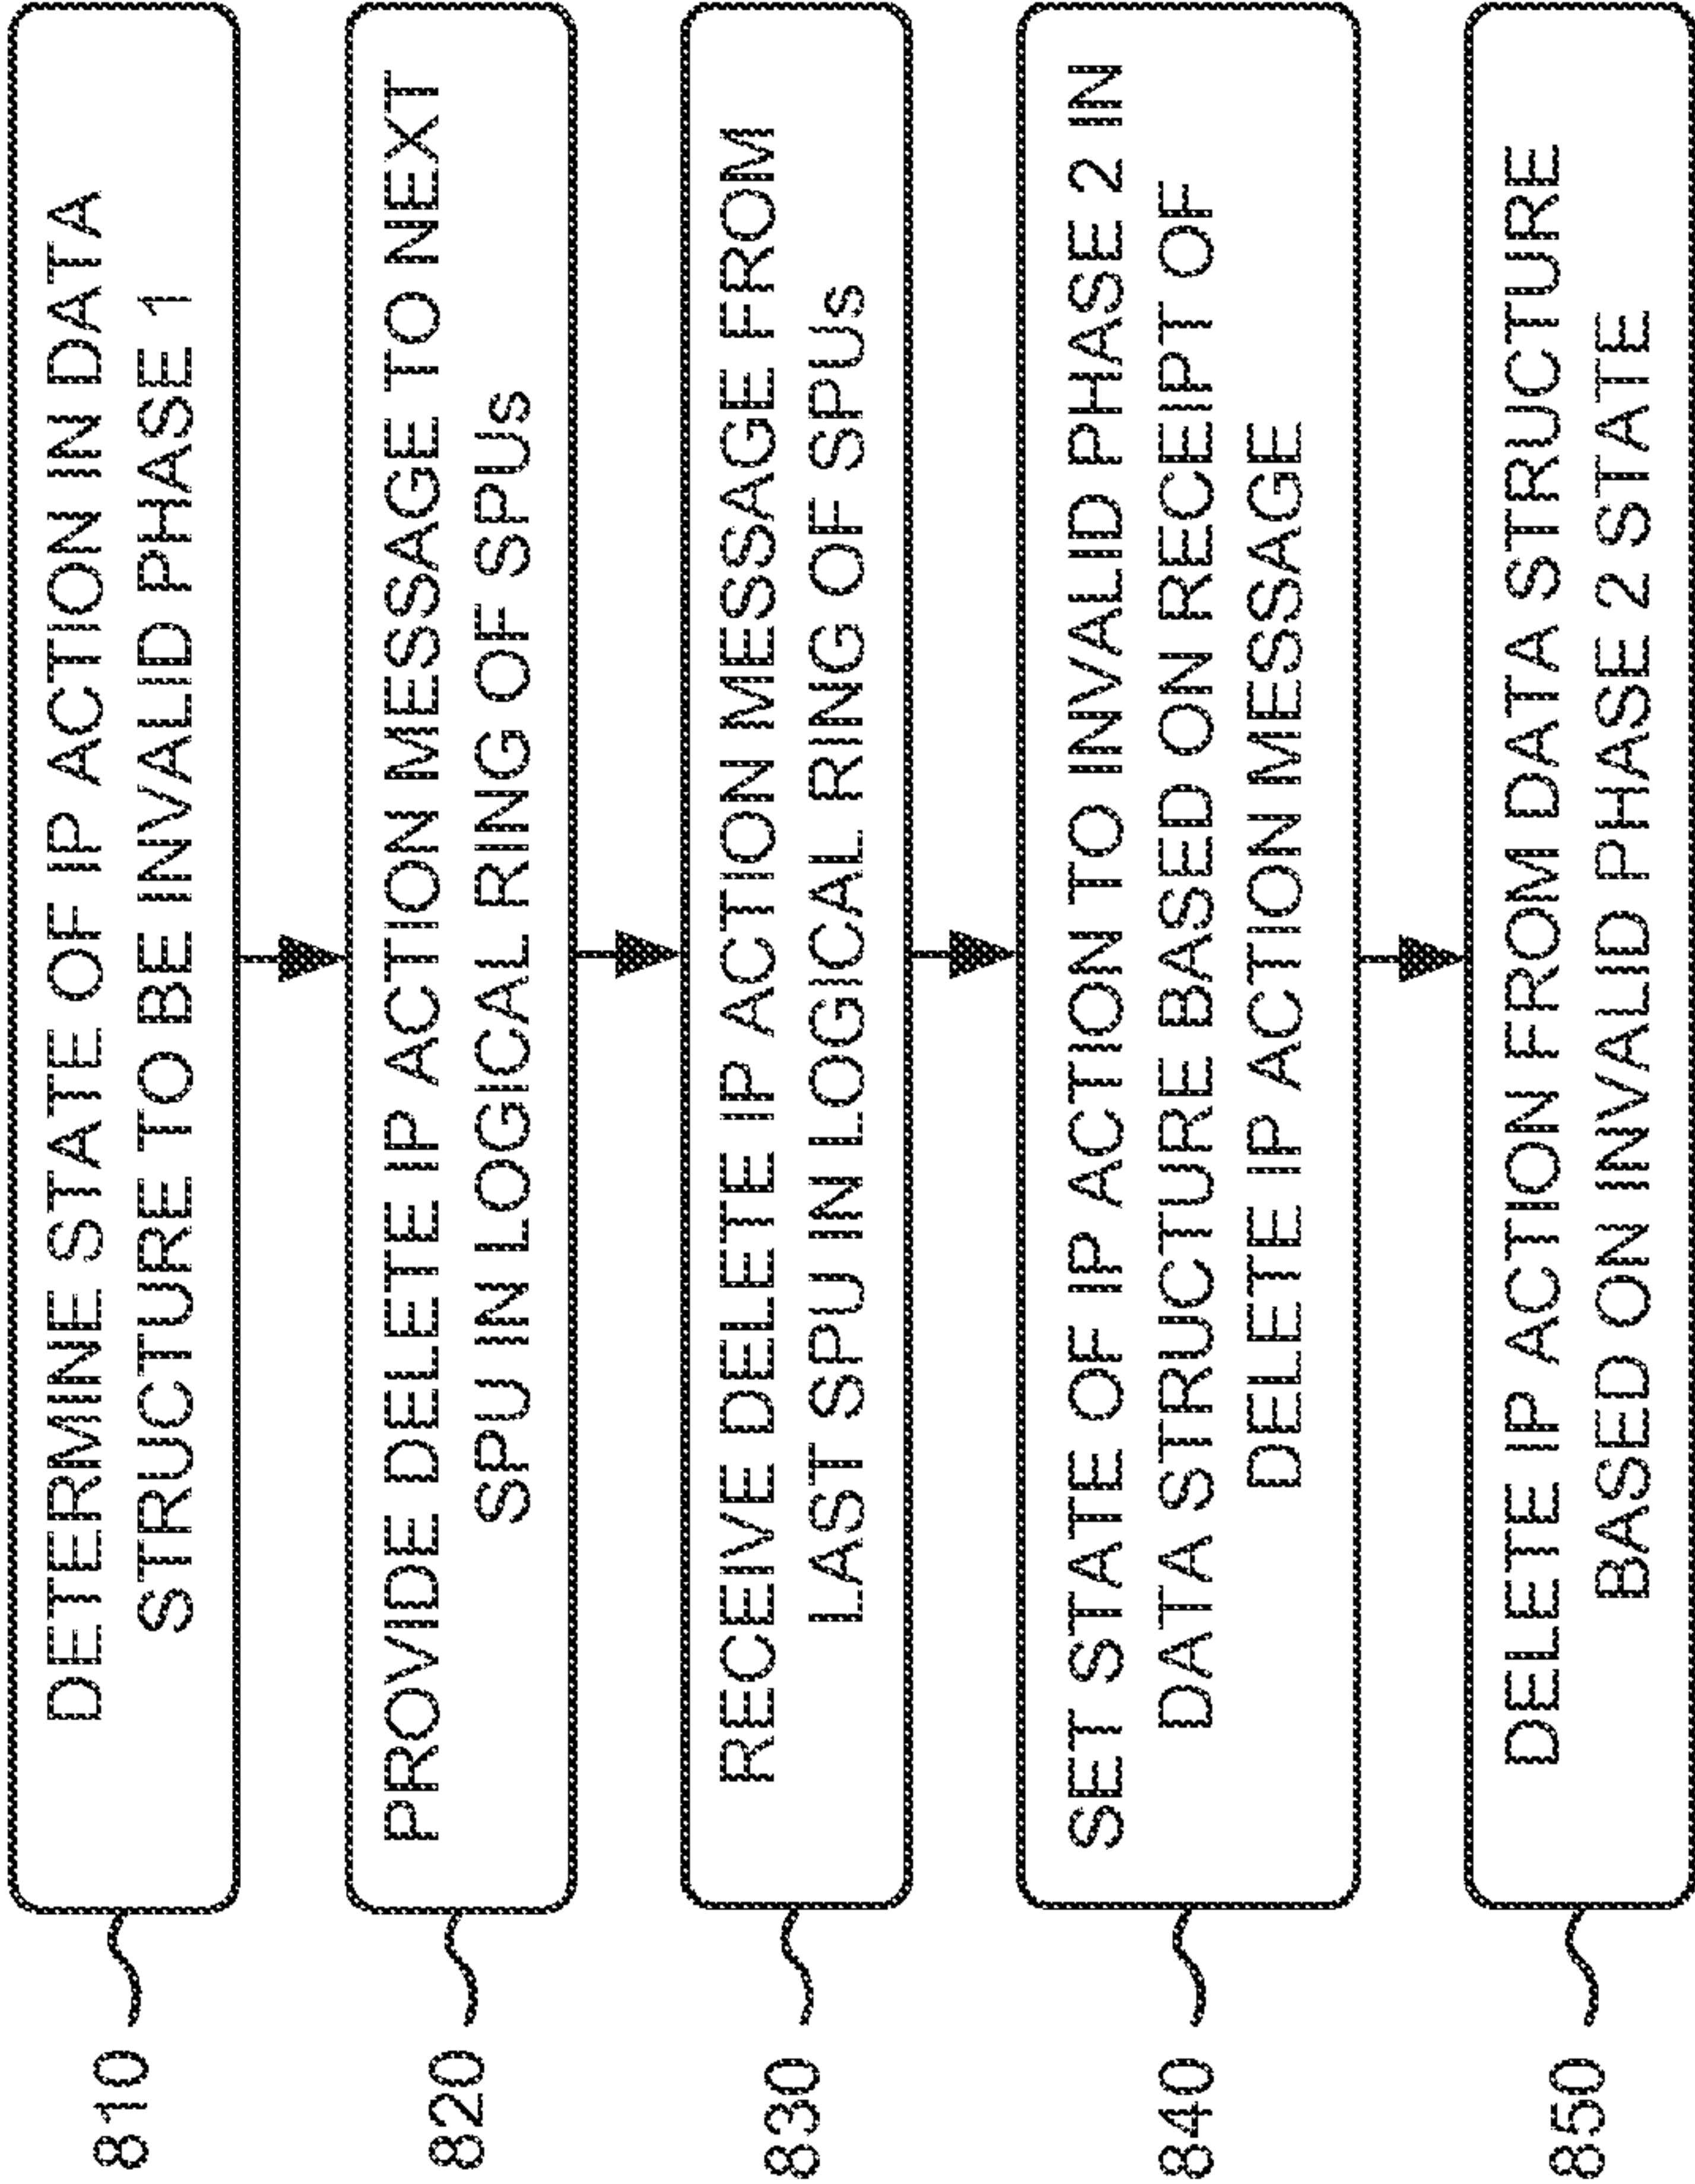 810
DETERMINE STATE OF IP ACTION IN DATA
STRUCTURE TO BE INVALID PHASE 1
820
PROVIDE DELETE IP ACTION MESSAGE TO NEXT
SPU IN LOGICAL RING OF SPUs
830
RECEIVE DELETE IP ACTION MESSAGE FROM
LAST SPU IN LOGICAL RING OF SPUs
840
SET STATE OF IP ACTION TO INVALID PHASE 2 IN
DATA STRUCTURE BASED ON RECEIPT OF
DELETE IP ACTION MESSAGE
850
DELETE IP ACTION FROM DATA STRUCTURE
BASED ON INVALID PHASE 2 STATE